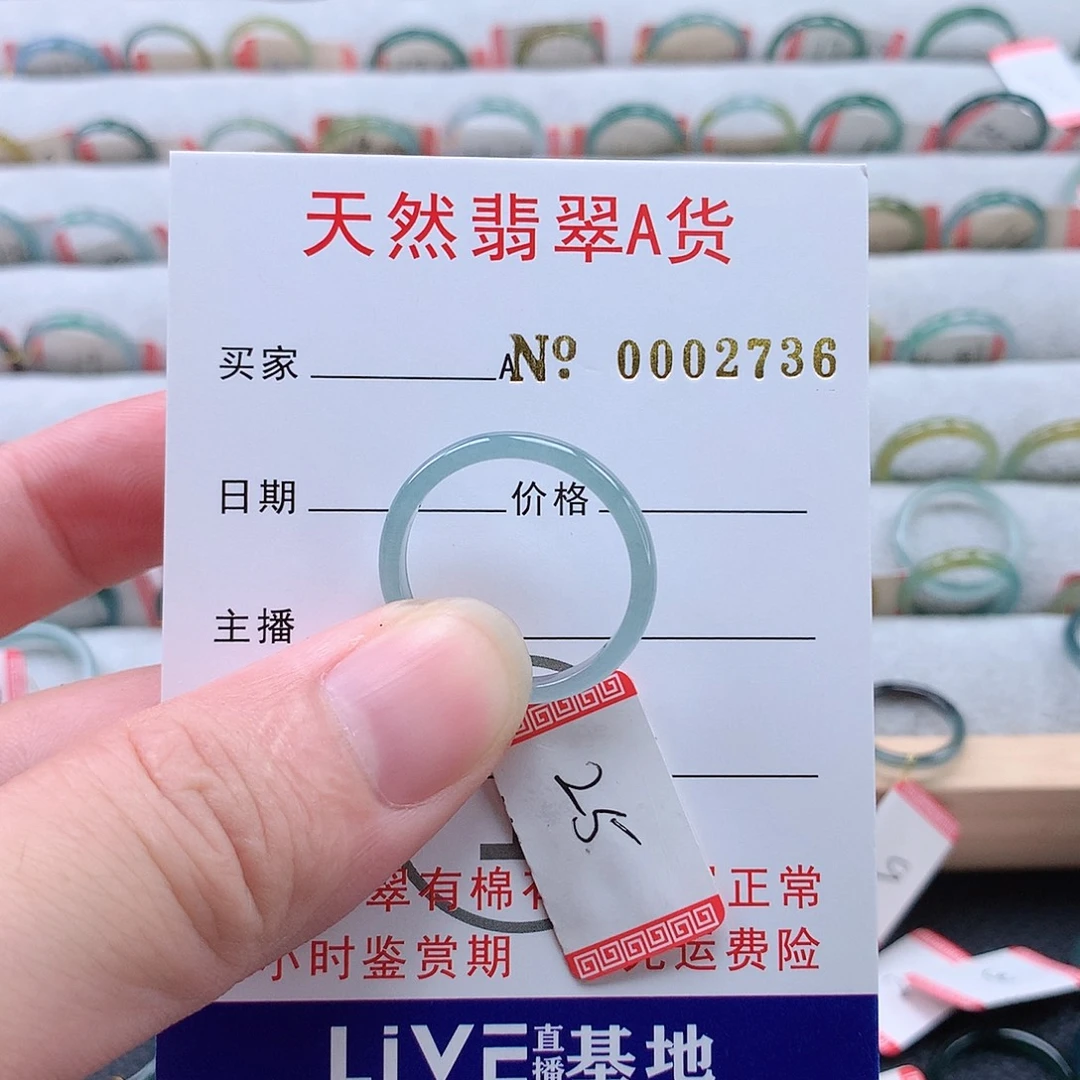 天然翡翠A货
买家 A№ 0002736
日期 价格
主播
25
翠有棉 正常
小时鉴赏期 运费险
LiVE直播基地